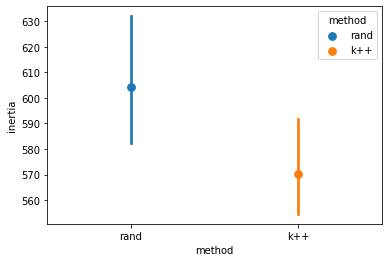 630
620
610
600
590
580
570
560
inertia
method
rand
k++
rand
k++
method